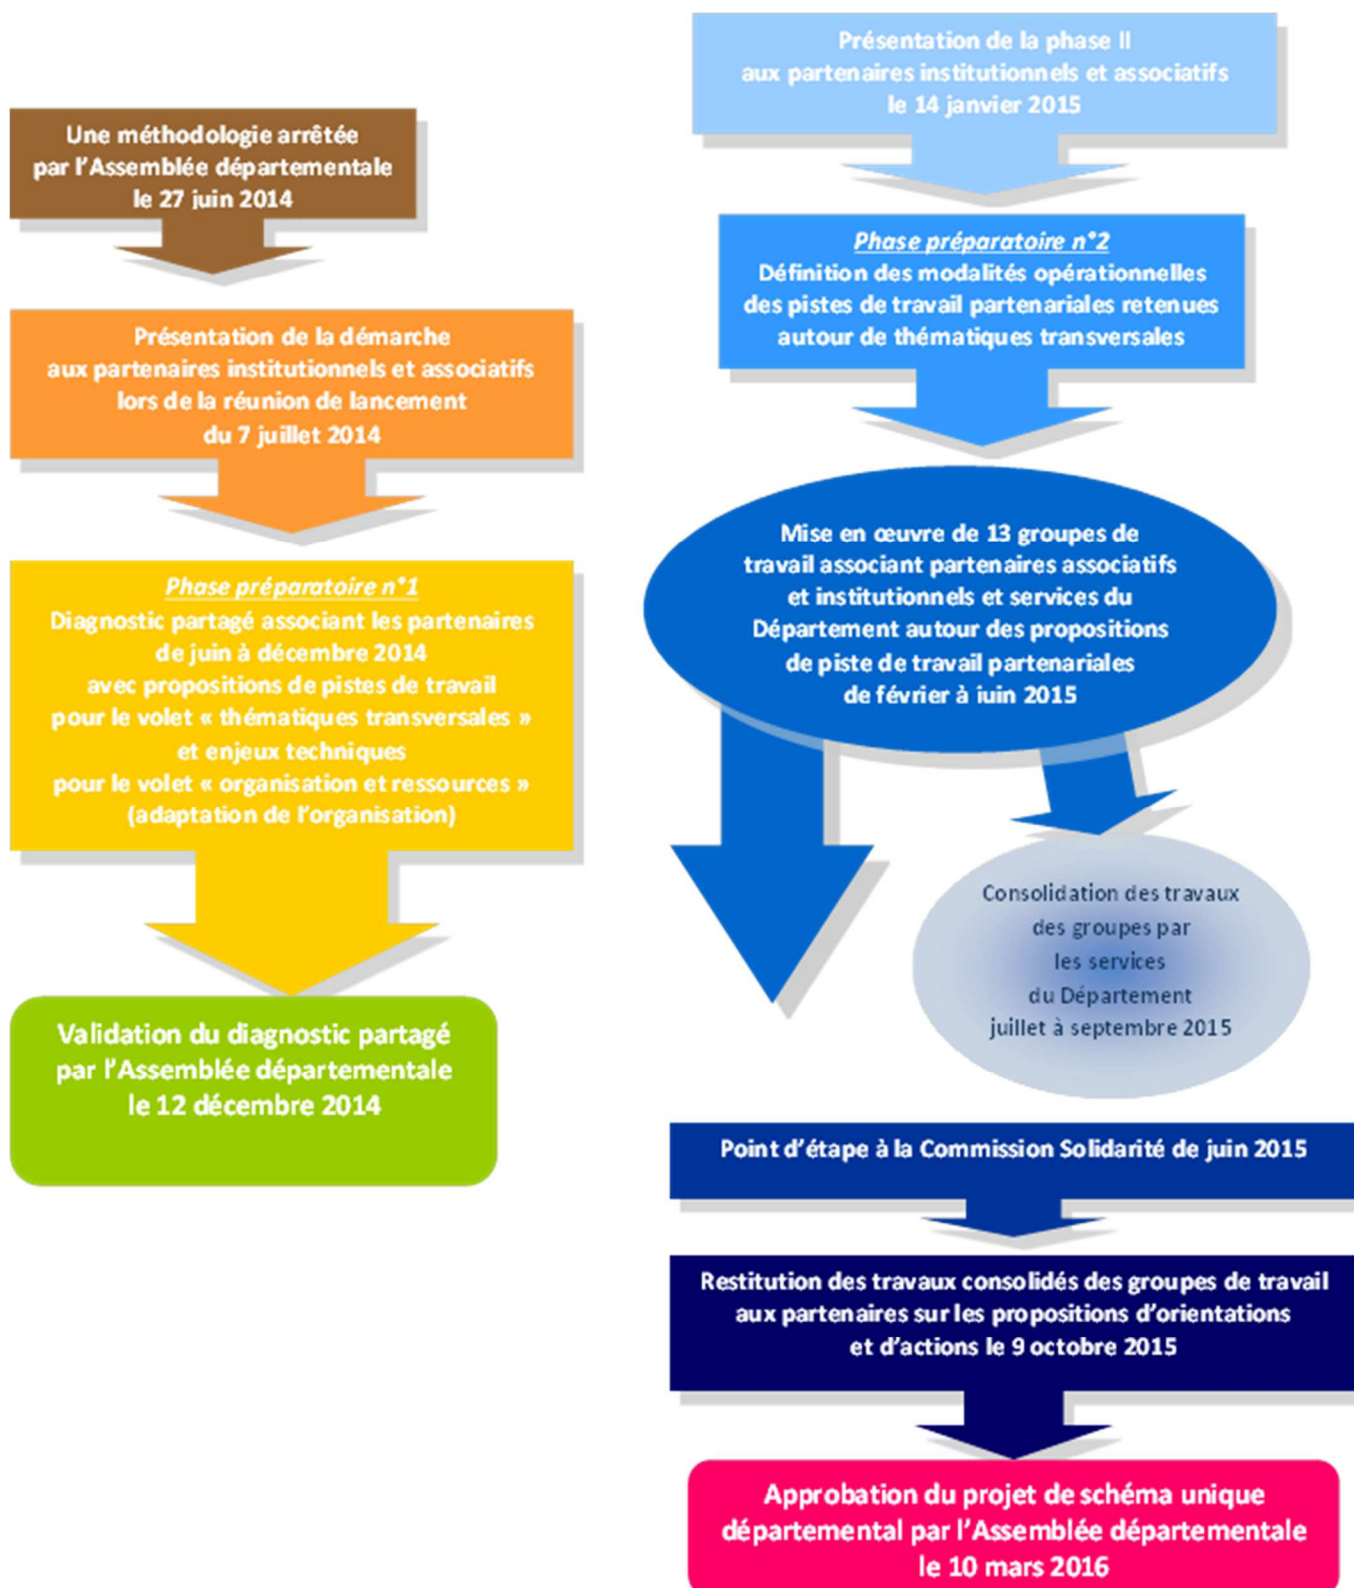 Une méthodologie arrêtée
par l'Assemblée départementale
le 27 juin 2014
Présentation de la démarche
aux partenaires institutionnels et associatifs
lors de la réunion de lancement
du 7 juillet 2014
Phase préparatoire n°1
Diagnostic partagé associant les partenaires
de juin à décembre 2014
avec propositions de pistes de travail
pour le volet « thématiques transversales »
et enjeux techniques
pour le volet « organisation et ressources »
(adaptation de l'organisation)
Validation du diagnostic partagé
par l'Assemblée départementale
le 12 décembre 2014
Présentation de la phase II
aux partenaires institutionnels et associatifs
le 14 janvier 2015
Phase préparatoire n°2
Définition des modalités opérationnelles
des pistes de travail partenariales retenues
autour de thématiques transversales
Mise en œuvre de 13 groupes de
travail associant partenaires associatifs
et institutionnels et services du
Département autour des propositions
de piste de travail partenariales
de février à juin 2015
Consolidation des travaux
des groupes par
les services
du Département
juillet à septembre 2015
Point d'étape à la Commission Solidarité de juin 2015
Restitution des travaux consolidés des groupes de travail
aux partenaires sur les propositions d'orientations
et d'actions le 9 octobre 2015
Approbation du projet de schéma unique
départemental par l'Assemblée départementale
le 10 mars 2016